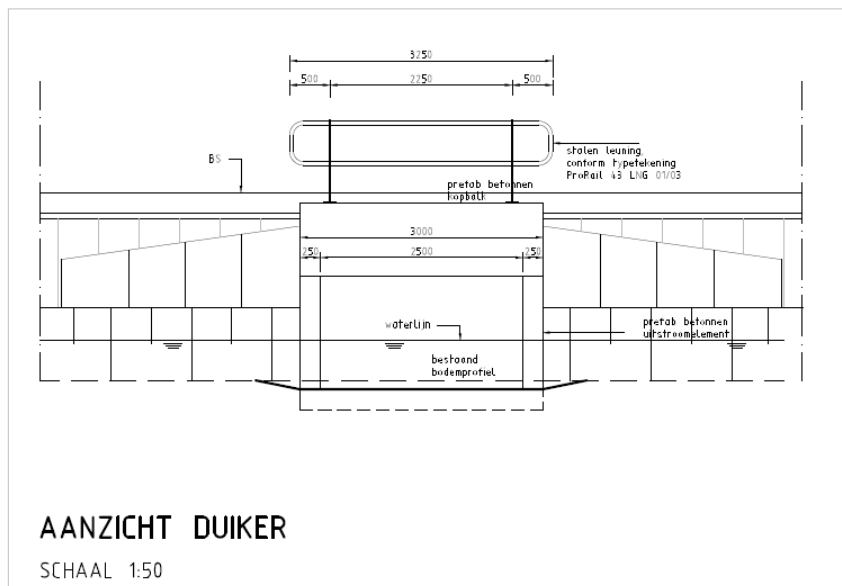 3250
500 2250 500
stalen leuning,
conform typetekening
ProRail 43 LNG 01/03
BS
prefab betonnen
kopbalk
3000
250 2500 250
waterlijn
prefab betonnen
uitstroomelement
bestaand
bodemprofiel
AANZICHT DUIKER
SCHAAL 1:50